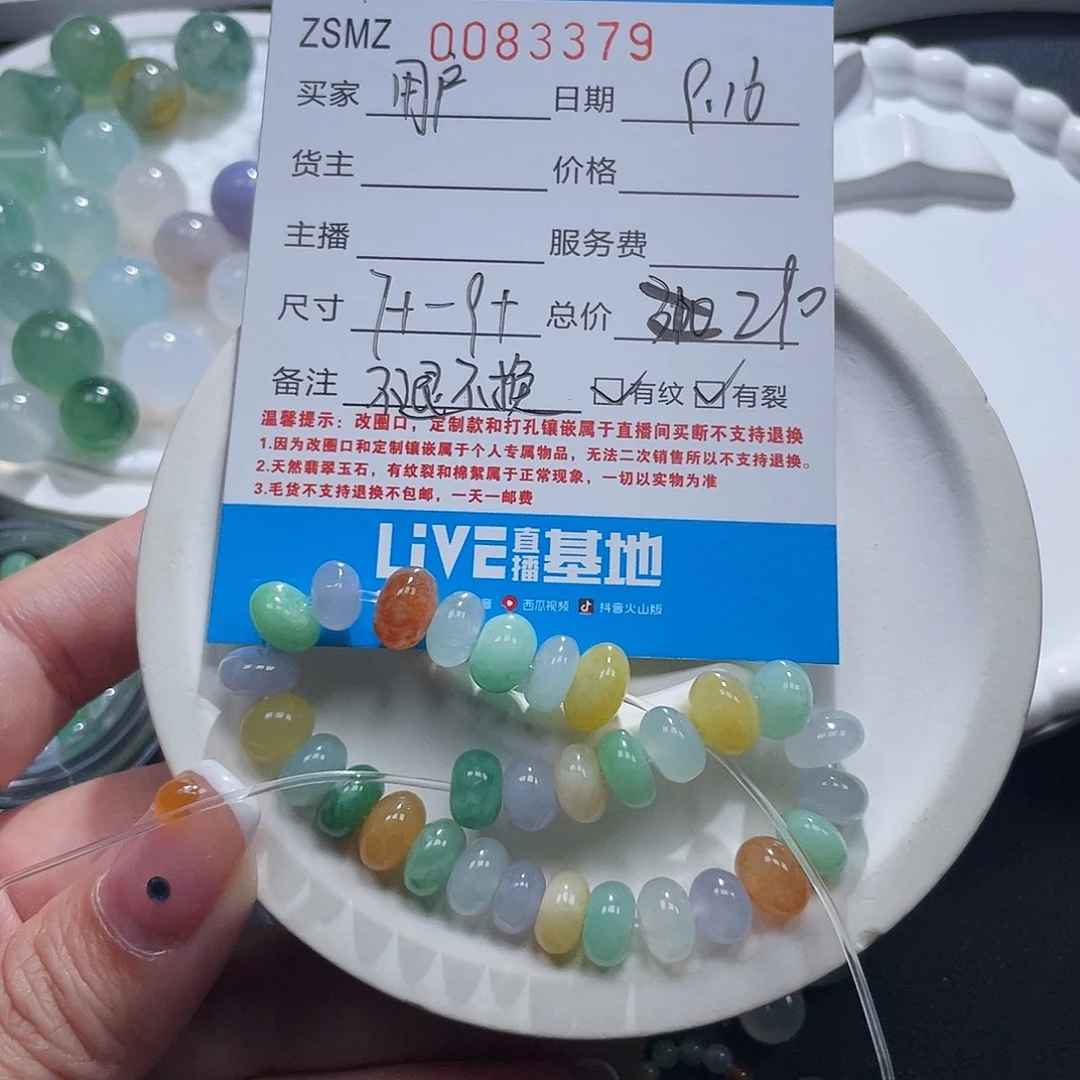 ZSMZ 0083379
买家 用户 日期 9.16
货主 价格
主播 服务费
尺寸 7+-9+ 总价
备注 不退不换 ☑有纹 ☑有裂
温馨提示：改圈口，定制款和打孔镶嵌属于直播间买断不支持退换
1.因为改圈口和定制镶嵌属于个人专属物品，无法二次销售所以不支持退换。
2.天然翡翠玉石，有纹裂和棉絮属于正常现象，一切以实物为准
3.毛货不支持退换不包邮，一天一邮费
LiVE直播基地
音 西瓜视频 抖音火山版